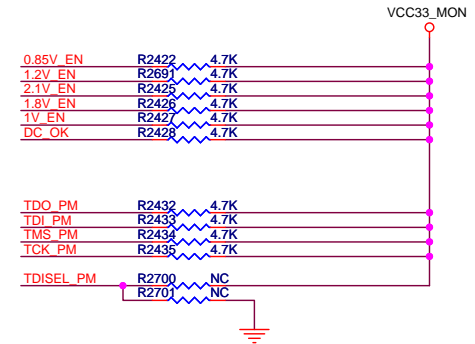 VCC33_MON
0.85V_EN R2422 4.7K
1.2V_EN R2691 4.7K
2.1V_EN R2425 4.7K
1.8V_EN R2426 4.7K
1V_EN R2427 4.7K
DC_OK R2428 4.7K
TDO_PM R2432 4.7K
TDI_PM R2433 4.7K
TMS_PM R2434 4.7K
TCK_PM R2435 4.7K
TDISEL_PM R2700 NC
R2701 NC